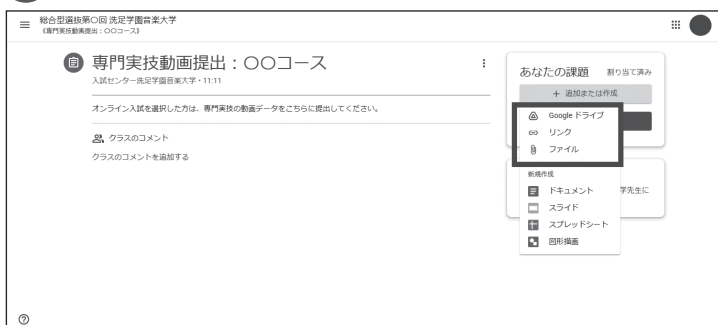 総合型選抜第〇回 洗足学園音楽大学
《専門実技動画提出：〇〇コース》
専門実技動画提出：〇〇コース
入試センター洗足学園音楽大学・11:11
オンライン入試を選択した方は、専門実技の動画データをこちらに提出してください。
クラスのコメント
クラスのコメントを追加する
あなたの課題
割り当て済み
＋ 追加または作成
Google ドライブ
リンク
ファイル
新規作成
ドキュメント
学先生に
スライド
スプレッドシート
図形描画